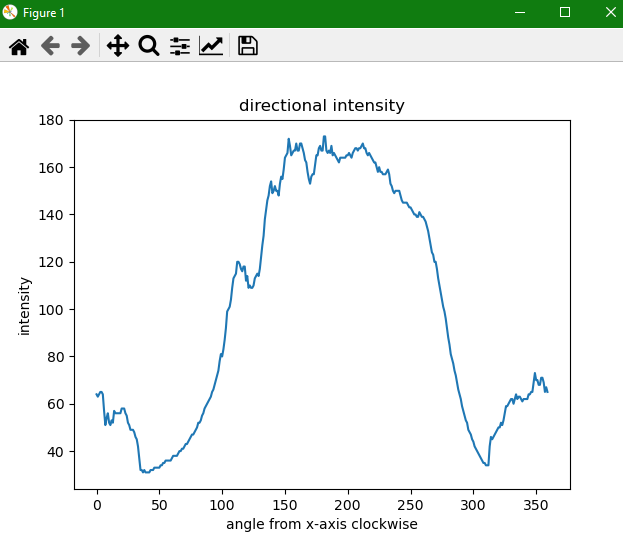 Figure 1
directional intensity
180
160
140
120
100
80
60
40
intensity
0 50 100 150 200 250 300 350
angle from x-axis clockwise